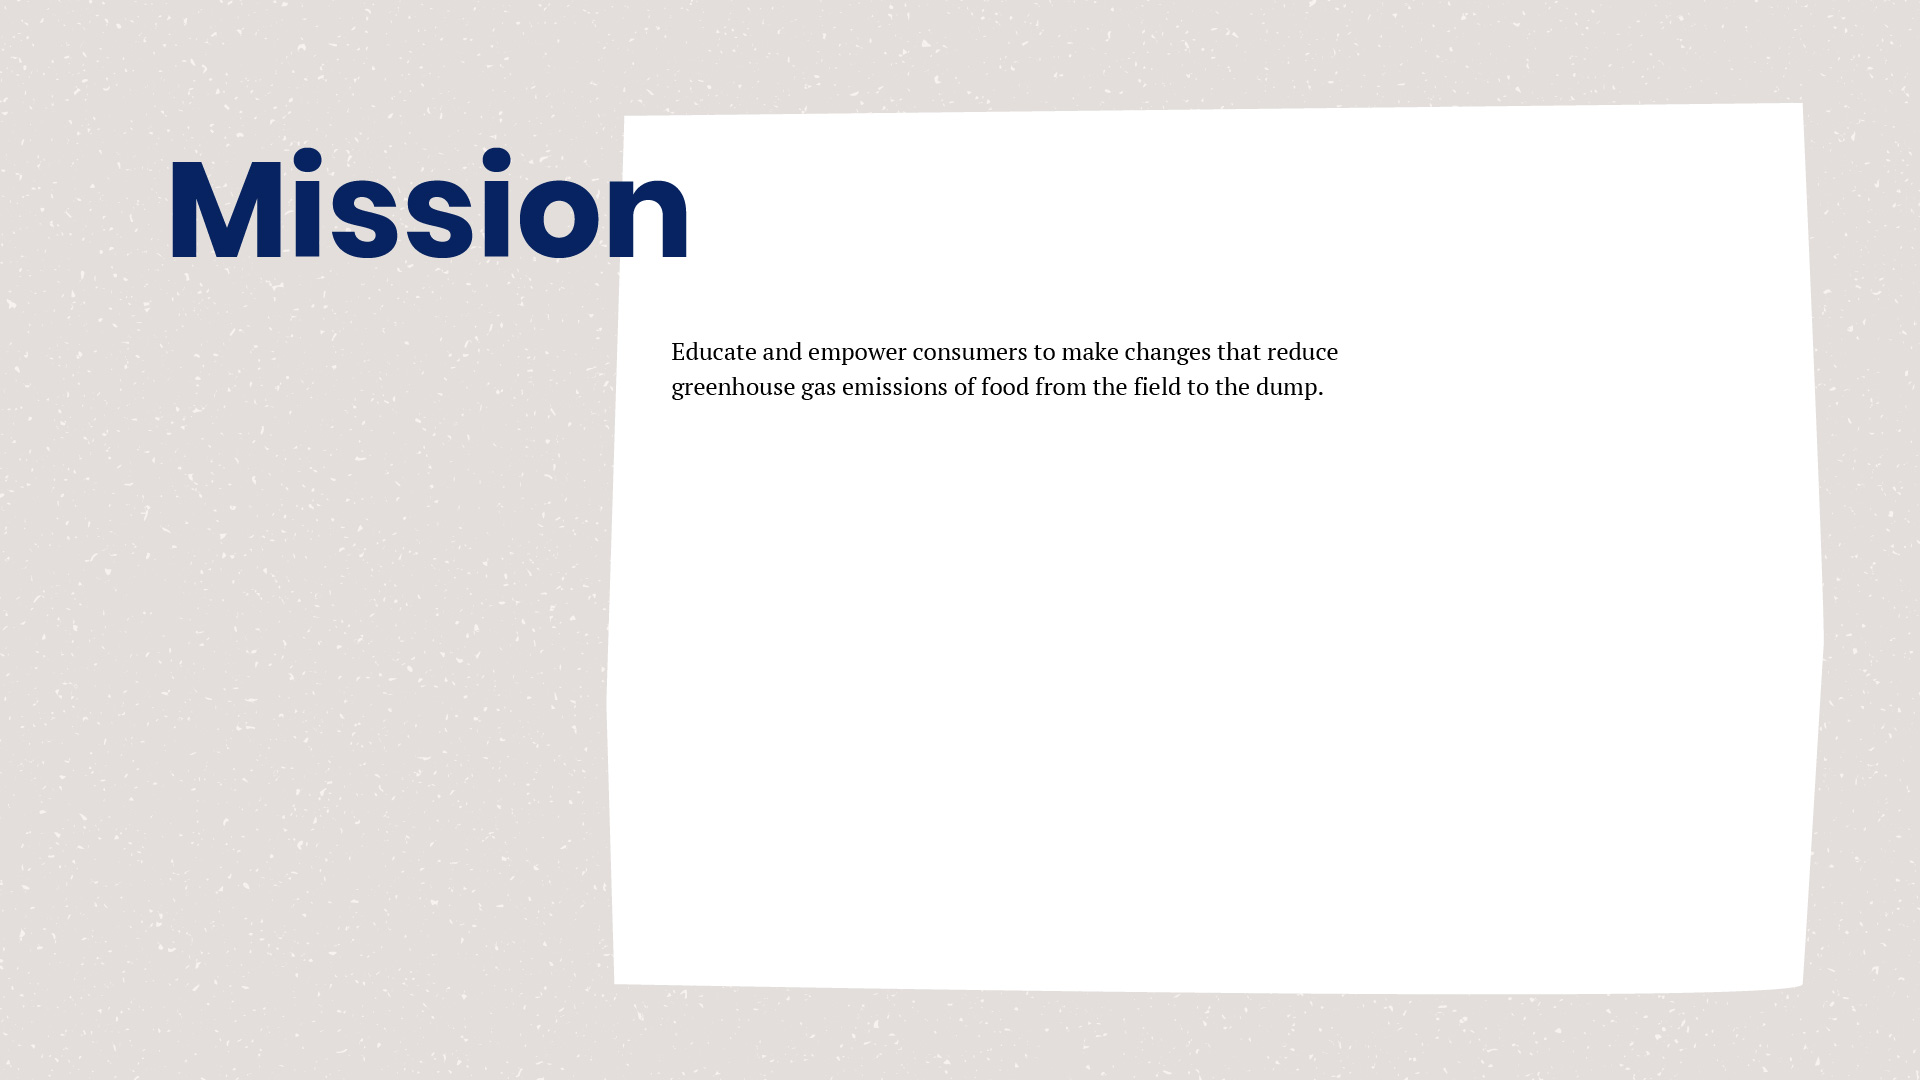 Mission
Educate and empower consumers to make changes that reduce
greenhouse gas emissions of food from the field to the dump.